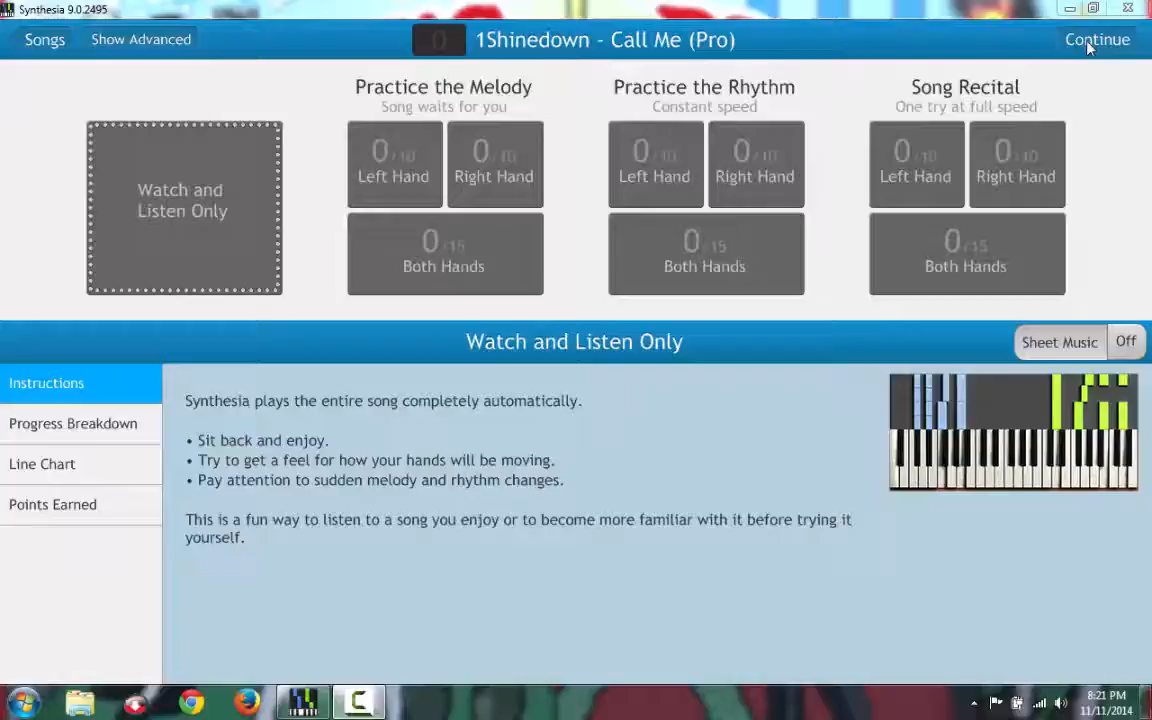 Synthesia 9.0.2495
Songs
Show Advanced
0
1Shinedown - Call Me (Pro)
Continue
Practice the Melody
Song waits for you
Practice the Rhythm
Constant speed
Song Recital
One try at full speed
Watch and
Listen Only
0/10
Left Hand
0/10
Right Hand
0/15
Both Hands
0/10
Left Hand
0/10
Right Hand
0/15
Both Hands
0/10
Left Hand
0/10
Right Hand
0/15
Both Hands
Watch and Listen Only
Sheet Music
Off
Instructions
Progress Breakdown
Line Chart
Points Earned
Synthesia plays the entire song completely automatically.
• Sit back and enjoy.
• Try to get a feel for how your hands will be moving.
• Pay attention to sudden melody and rhythm changes.
This is a fun way to listen to a song you enjoy or to become more familiar with it before trying it
yourself.
8:21 PM
11/11/2014